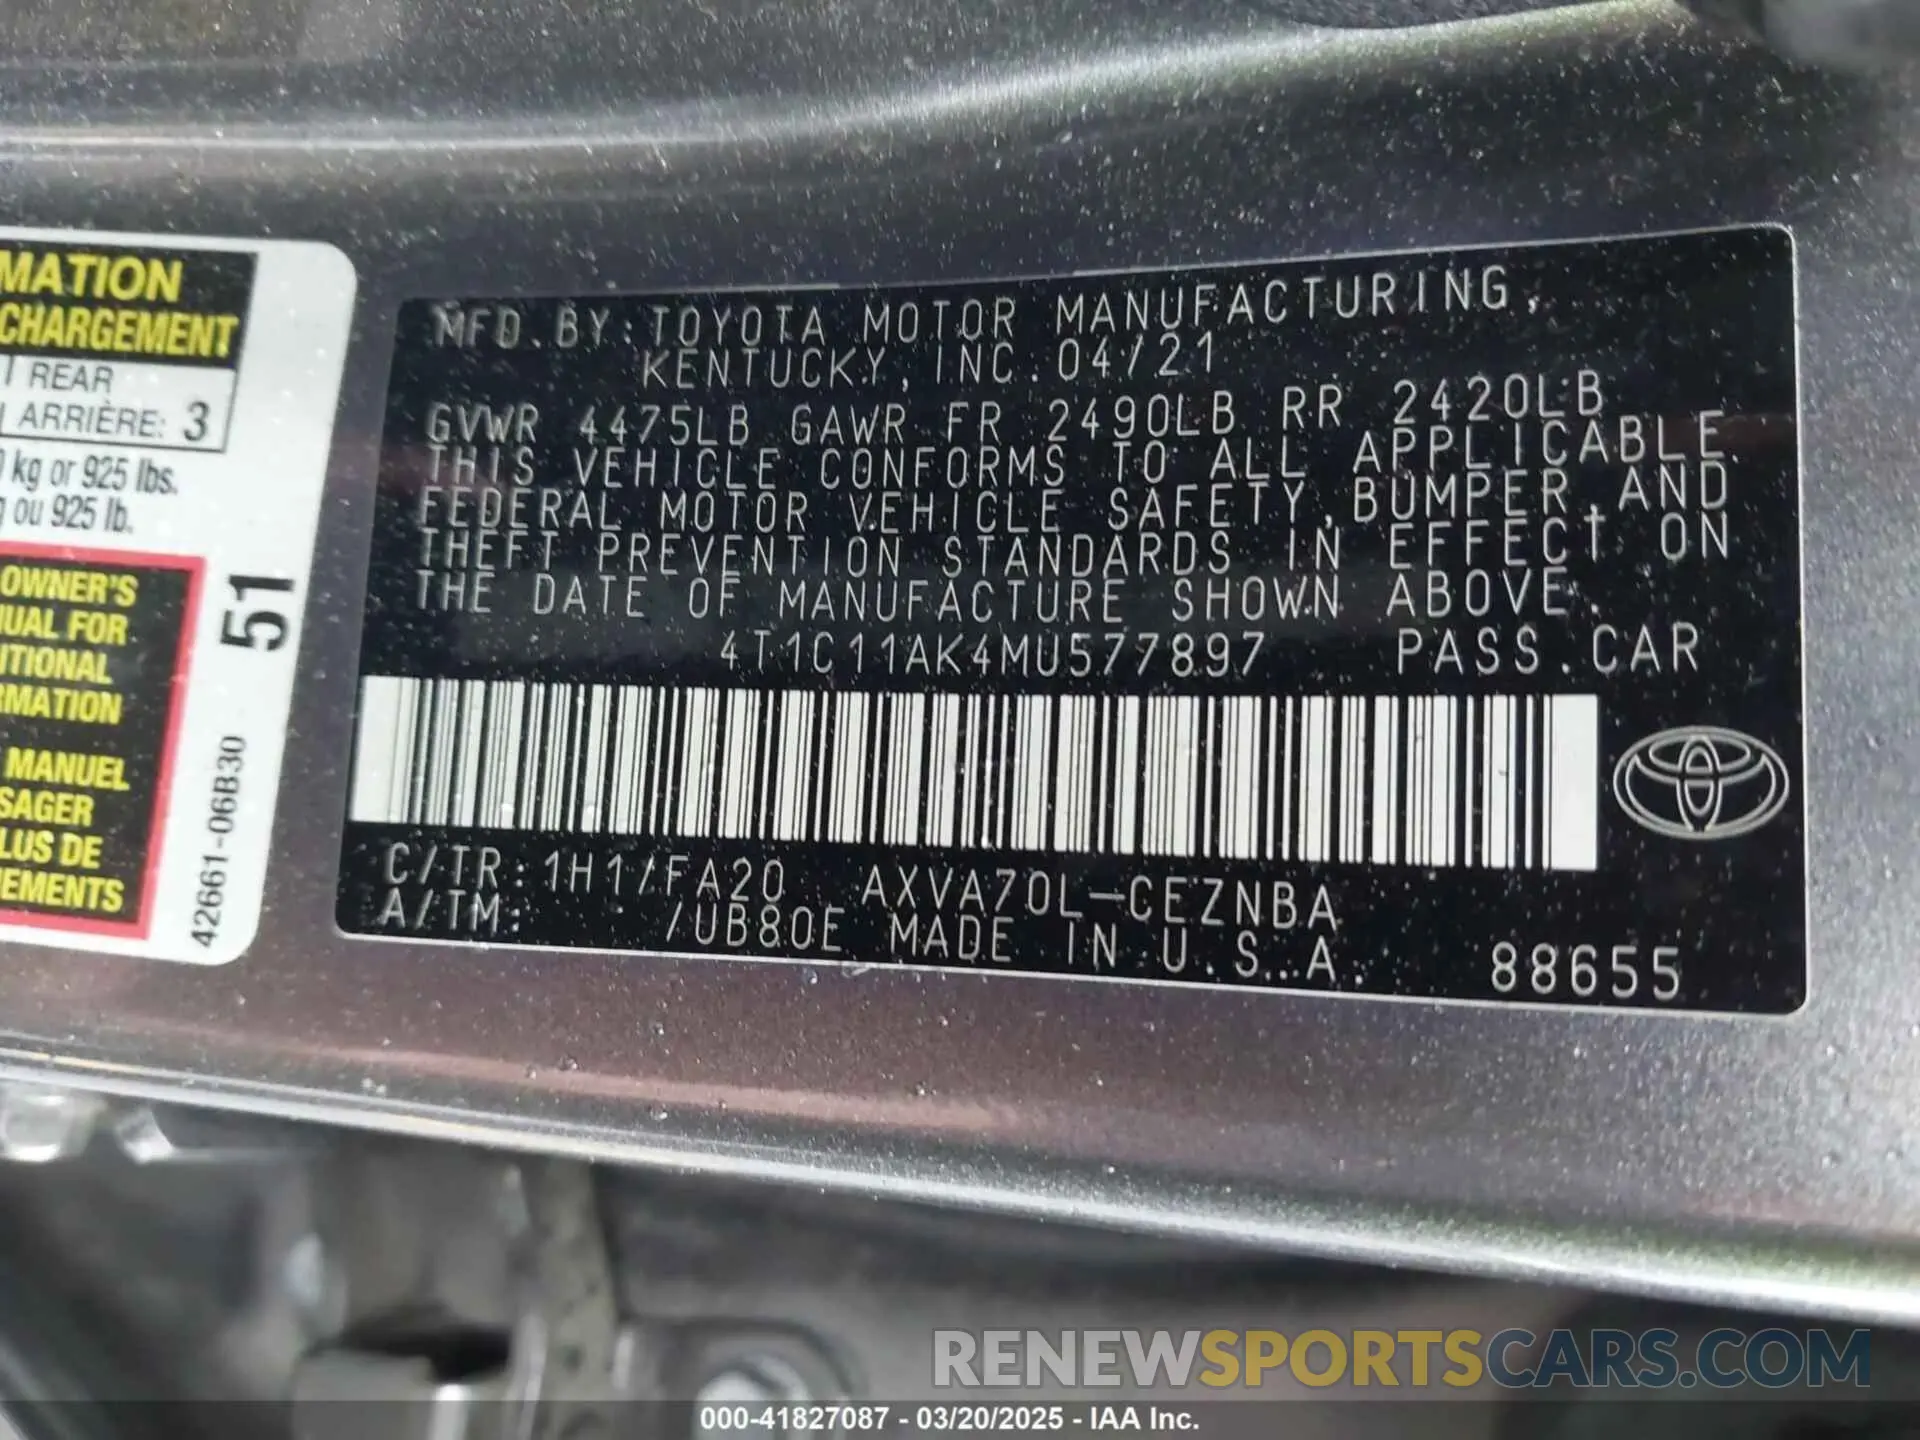 MATION
CHARGEMENT
REAR
ARRIÈRE: 3
kg or 925 lbs.
ou 925 lb.
OWNER'S
UAL FOR
ITIONAL
RMATION
MANUEL
SAGER
LUS DE
NEMENTS
51
42661-06B30
MFD. BY: TOYOTA MOTOR MANUFACTURING,
KENTUCKY, INC. 04/21
GVWR 4475LB GAWR FR 2490LB RR 2420LB
THIS VEHICLE CONFORMS TO ALL APPLICABLE
FEDERAL MOTOR VEHICLE SAFETY, BUMPER, AND
THEFT PREVENTION STANDARDS IN EFFECT ON
THE DATE OF MANUFACTURE SHOWN ABOVE.
4T1C11AK4MU577897 PASS.CAR
C/TR: 1H1/FA20 AXVA70L-CEZNBA
A/TM: /UB80E MADE IN U.S.A. 88655
RENEWSPORTSCARS.COM
000-41827087 - 03/20/2025 - IAA Inc.